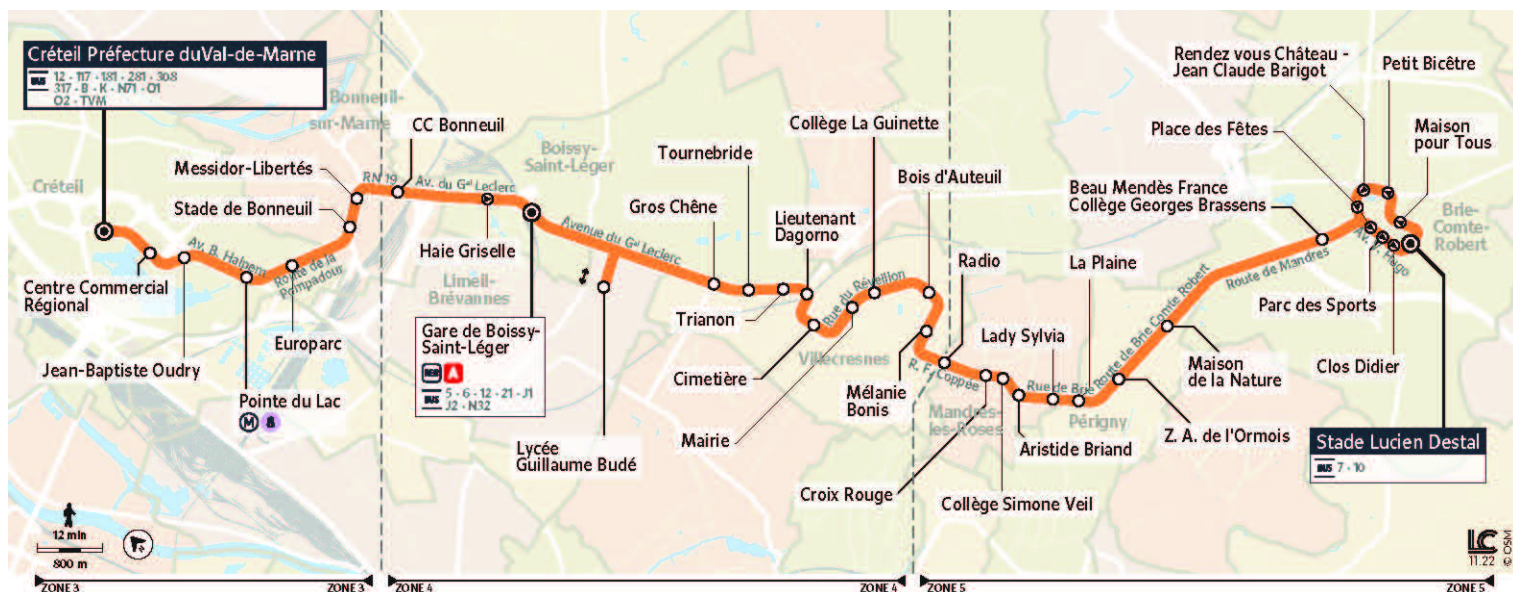 Créteil Préfecture duVal-de-Marne
BUS
12 - 117 - 181 - 281 - 308
317 - B - K - N71 - O1
O2 - TVM
Bonneuil-
sur-Marne
Créteil
Messidor-Libertés
Stade de Bonneuil
RN 19
CC Bonneuil
Av. du Gal Leclerc
Haie Griselle
Boissy-
Saint-Léger
Avenue du Gal Leclerc
Limeil-
Brévannes
Av. B. Halpern
Route de la
Pompadour
Centre Commercial
Régional
Jean-Baptiste Oudry
Europarc
Pointe du Lac
M 8
Gare de Boissy-
Saint-Léger
RER A
BUS
5 - 6 - 12 - 21 - J1
J2 - N32
Lycée
Guillaume Budé
Gros Chêne
Tournebride
Trianon
Lieutenant
Dagorno
Cimetière
Mairie
Rue du Réveillon
Villecresnes
Collège La Guinette
Bois d'Auteuil
Mélanie
Bonis
Radio
R. F. Coppée
Mandres-
les-Roses
Croix Rouge
Collège Simone Veil
Aristide Briand
Lady Sylvia
Rue de Brie
La Plaine
Périgny
Z. A. de l'Ormois
Route de Brie Comte Robert
Maison
de la Nature
Route de Mandres
Beau Mendès France
Collège Georges Brassens
Place des Fêtes
Rendez vous Château -
Jean Claude Barigot
Petit Bicêtre
Maison
pour Tous
Brie-
Comte-
Robert
Av. V. Hugo
Parc des Sports
Clos Didier
Stade Lucien Destal
BUS
7 - 10
12 min
800 m
LC
11.22
© OSM
ZONE 3
ZONE 3
ZONE 4
ZONE 4
ZONE 5
ZONE 5